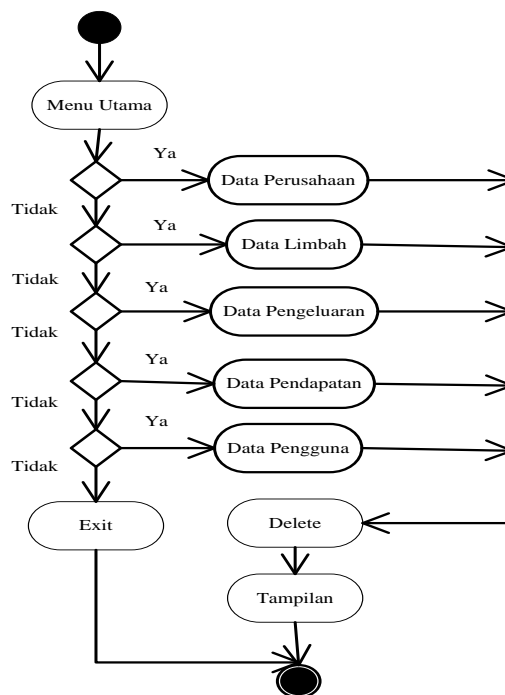 Menu Utama
Ya
Data Perusahaan
Tidak
Ya
Data Limbah
Tidak
Ya
Data Pengeluaran
Tidak
Ya
Data Pendapatan
Tidak
Ya
Data Pengguna
Tidak
Exit
Delete
Tampilan